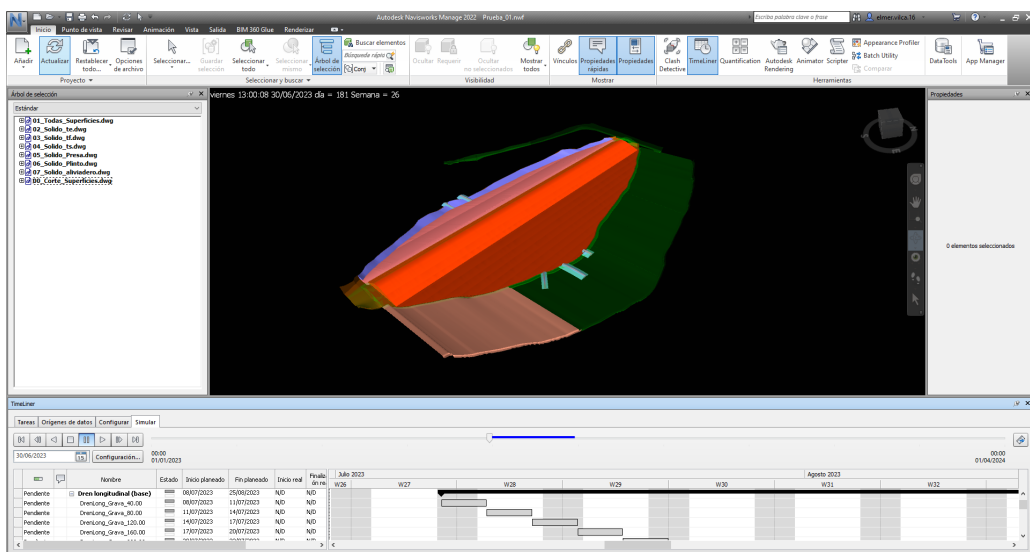 Autodesk Navisworks Manage 2022 Prueba_01.nwf
Escriba palabra clave o frase
elmer.vilca.16
Inicio Punto de vista Revisar Animación Vista Salida BIM 360 Glue Renderizar
Añadir Actualizar Restablecer todo... Opciones de archivo Seleccionar... Guardar selección Seleccionar todo Seleccionar mismo Árbol de selección
Buscar elementos
Búsqueda rápida
Conj
Ocultar Requerir Ocultar no seleccionados Mostrar todos
Vínculos Propiedades rápidas Propiedades
Clash Detective TimeLiner Quantification Autodesk Rendering Animator Scripter
Appearance Profiler
Batch Utility
Comparar
DataTools App Manager
Proyecto Seleccionar y buscar Visibilidad Mostrar Herramientas
Árbol de selección
Estándar
01_Todas_Superficies.dwg
02_Solido_te.dwg
03_Solido_tf.dwg
04_Solido_ts.dwg
05_Solido_Presa.dwg
06_Solido_Plinto.dwg
07_Solido_aliviadero.dwg
00_Corte_Superficies.dwg
viernes 13:00:08 30/06/2023 día = 181 Semana = 26
Propiedades
0 elementos seleccionados
TimeLiner
Tareas Orígenes de datos Configurar Simular
30/06/2023 15 Configuración...
00:00
01/01/2023
00:00
01/04/2024
Nombre Estado Inicio planeado Fin planeado Inicio real
Julio 2023 Agosto 2023
W26 W27 W28 W29 W30 W31 W32
Pendiente Dren longitudinal (base) 08/07/2023 25/08/2023 N/D N/D
Pendiente DrenLong_Grava_40.00 08/07/2023 11/07/2023 N/D N/D
Pendiente DrenLong_Grava_80.00 11/07/2023 14/07/2023 N/D N/D
Pendiente DrenLong_Grava_120.00 14/07/2023 17/07/2023 N/D N/D
Pendiente DrenLong_Grava_160.00 17/07/2023 20/07/2023 N/D N/D